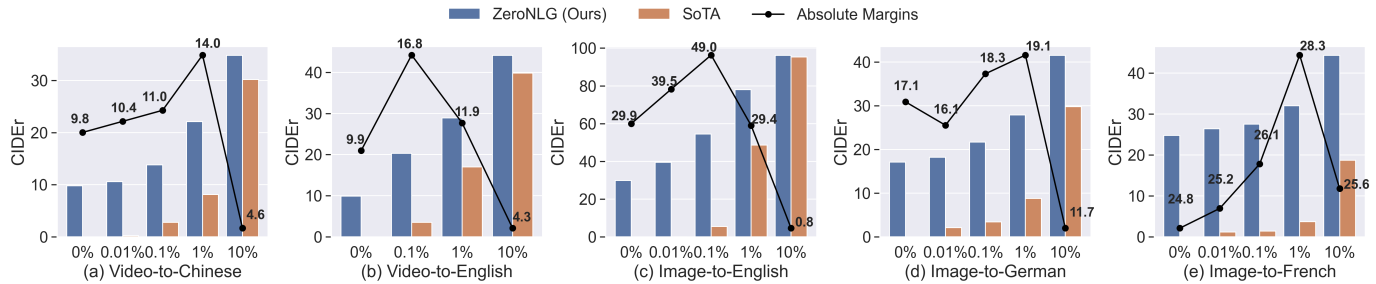 ZeroNLG (Ours) SoTA Absolute Margins
CIDEr
30
20
10
0
9.8 10.4 11.0 14.0 4.6
0% 0.01% 0.1% 1% 10%
(a) Video-to-Chinese
CIDEr
40
30
20
10
0
9.9 16.8 11.9 4.3
0% 0.1% 1% 10%
(b) Video-to-English
CIDEr
100
80
60
40
20
0
29.9 39.5 49.0 29.4 0.8
0% 0.01% 0.1% 1% 10%
(c) Image-to-English
CIDEr
40
30
20
10
0
17.1 16.1 18.3 19.1 11.7
0% 0.01% 0.1% 1% 10%
(d) Image-to-German
CIDEr
40
30
20
10
0
24.8 25.2 26.1 28.3 25.6
0% 0.01% 0.1% 1% 10%
(e) Image-to-French